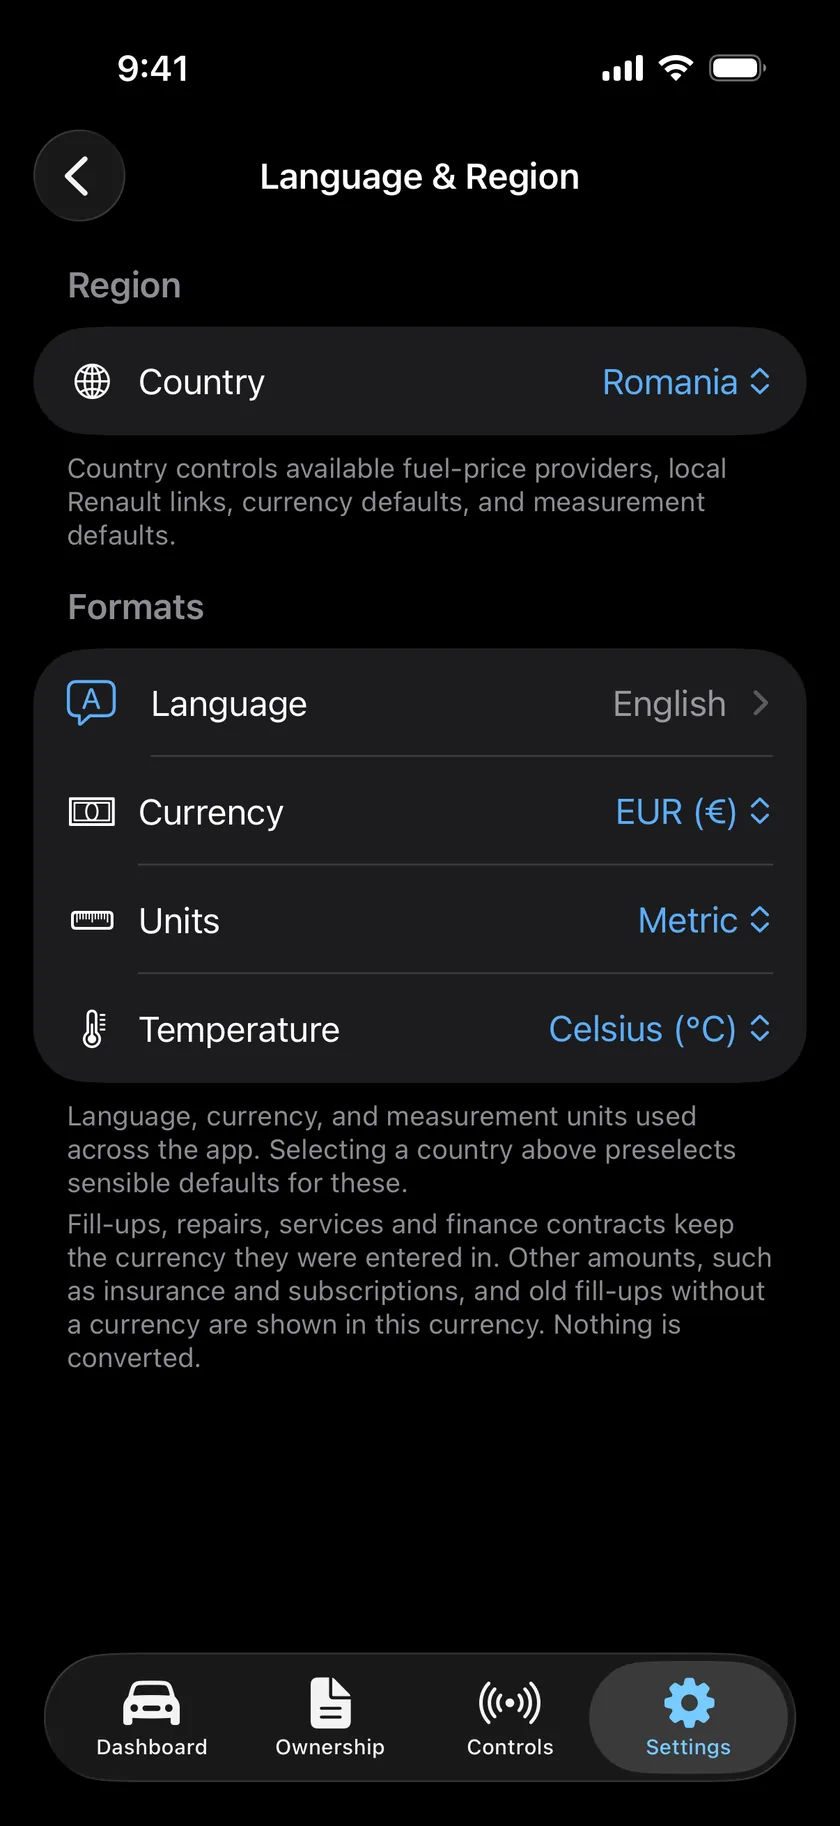 9:41
Language & Region
Region
Country
Romania
Country controls available fuel-price providers, local
Renault links, currency defaults, and measurement
defaults.
Formats
A
Language
English
Currency
EUR (€)
Units
Metric
Temperature
Celsius (°C)
Language, currency, and measurement units used
across the app. Selecting a country above preselects
sensible defaults for these.
Fill-ups, repairs, services and finance contracts keep
the currency they were entered in. Other amounts, such
as insurance and subscriptions, and old fill-ups without
a currency are shown in this currency. Nothing is
converted.
Dashboard
Ownership
Controls
Settings